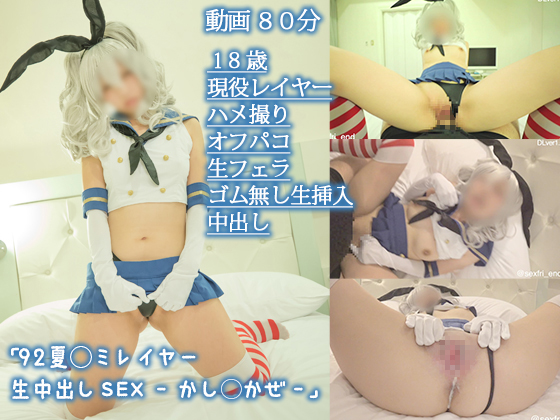 動画８０分
１８歳
現役レイヤー
ハメ撮り
オフパコ
生フェラ
ゴム無し生挿入
中出し
DLver1.
@sexfri_end
「92夏◯ミレイヤー
生中出しSEX - かし◯かぜ -」